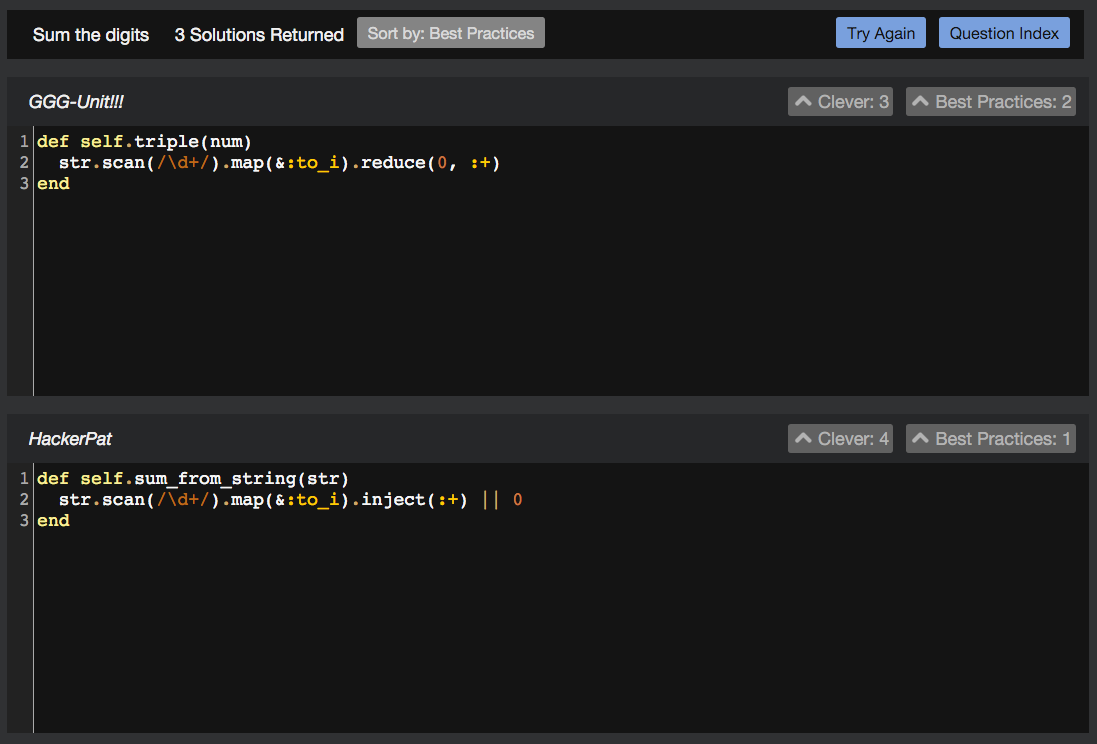 Sum the digits 3 Solutions Returned Sort by: Best Practices Try Again Question Index
GGG-Unit!!! Clever: 3 Best Practices: 2
1 def self.triple(num)
2   str.scan(/\d+/).map(&:to_i).reduce(0, :+)
3 end
HackerPat Clever: 4 Best Practices: 1
1 def self.sum_from_string(str)
2   str.scan(/\d+/).map(&:to_i).inject(:+) || 0
3 end